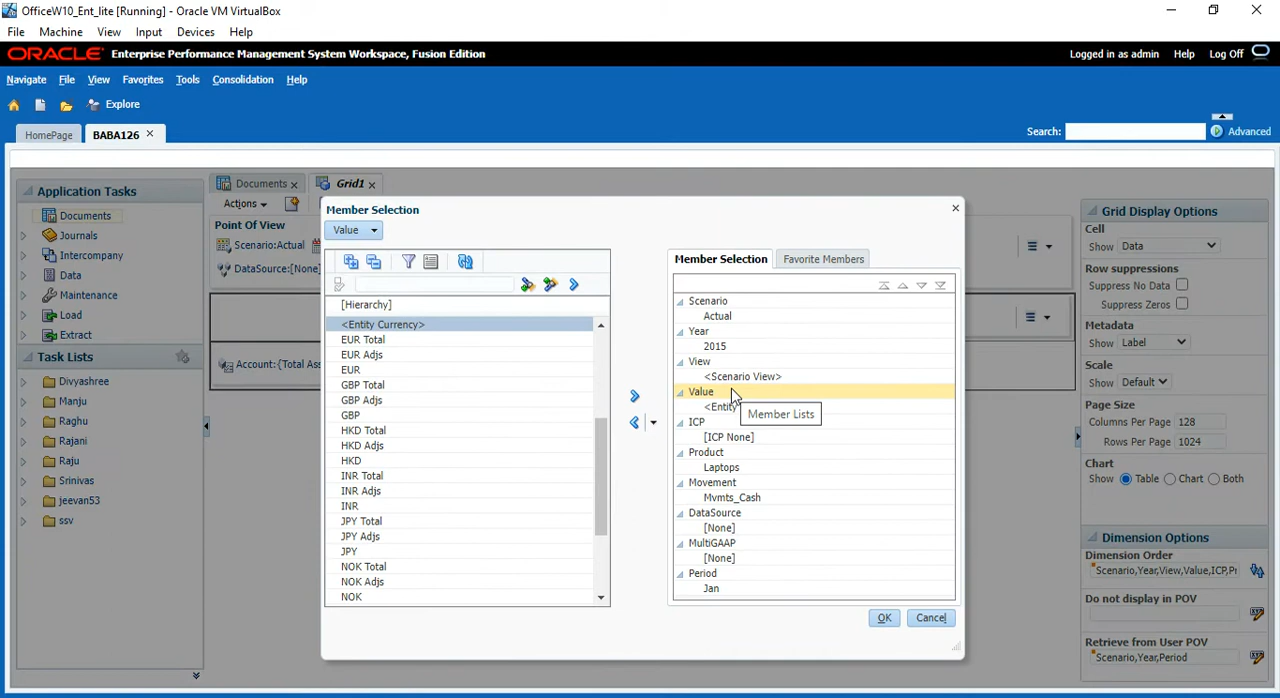 OfficeW10_Ent_lite [Running] - Oracle VM VirtualBox
File Machine View Input Devices Help
ORACLE Enterprise Performance Management System Workspace, Fusion Edition
Logged in as admin Help Log Off
Navigate File View Favorites Tools Consolidation Help
Explore
HomePage BABA126
Search: Advanced
Application Tasks
Documents
Journals
Intercompany
Data
Maintenance
Load
Extract
Task Lists
Divyashree
Manju
Raghu
Rajani
Raju
Srinivas
jeevan53
ssv
Documents Grid1
Actions
Point Of View
Scenario:Actual
DataSource:[None]
Account:{Total Ass
Member Selection
Value
[Hierarchy]
<Entity Currency>
EUR Total
EUR Adjs
EUR
GBP Total
GBP Adjs
GBP
HKD Total
HKD Adjs
HKD
INR Total
INR Adjs
INR
JPY Total
JPY Adjs
JPY
NOK Total
NOK Adjs
NOK
Member Selection Favorite Members
Scenario
Actual
Year
2015
View
<Scenario View>
Value
<Entity
Member Lists
ICP
[ICP None]
Product
Laptops
Movement
Mvmts_Cash
DataSource
[None]
MultiGAAP
[None]
Period
Jan
OK Cancel
Grid Display Options
Cell
Show Data
Row suppressions
Suppress No Data
Suppress Zeros
Metadata
Show Label
Scale
Show Default
Page Size
Columns Per Page 128
Rows Per Page 1024
Chart
Show Table Chart Both
Dimension Options
Dimension Order
Scenario,Year,View,Value,ICP,Pr
Do not display in POV
Retrieve from User POV
Scenario,Year,Period